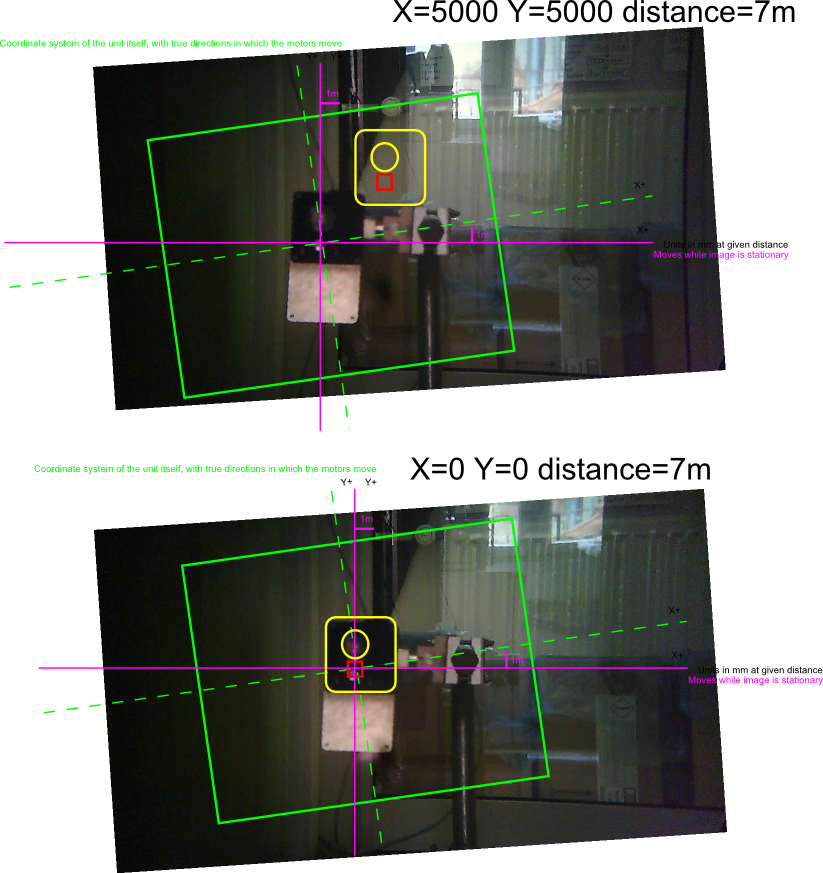 X=5000 Y=5000 distance=7m
Coordinate system of the unit itself, with true directions in which the motors move
Y+ Y+
1m
X+
X+
1m
Units in mm at given distance
Moves while image is stationary
X=0 Y=0 distance=7m
Coordinate system of the unit itself, with true directions in which the motors move
Y+ Y+
1m
X+
X+
1m
Units in mm at given distance
Moves while image is stationary